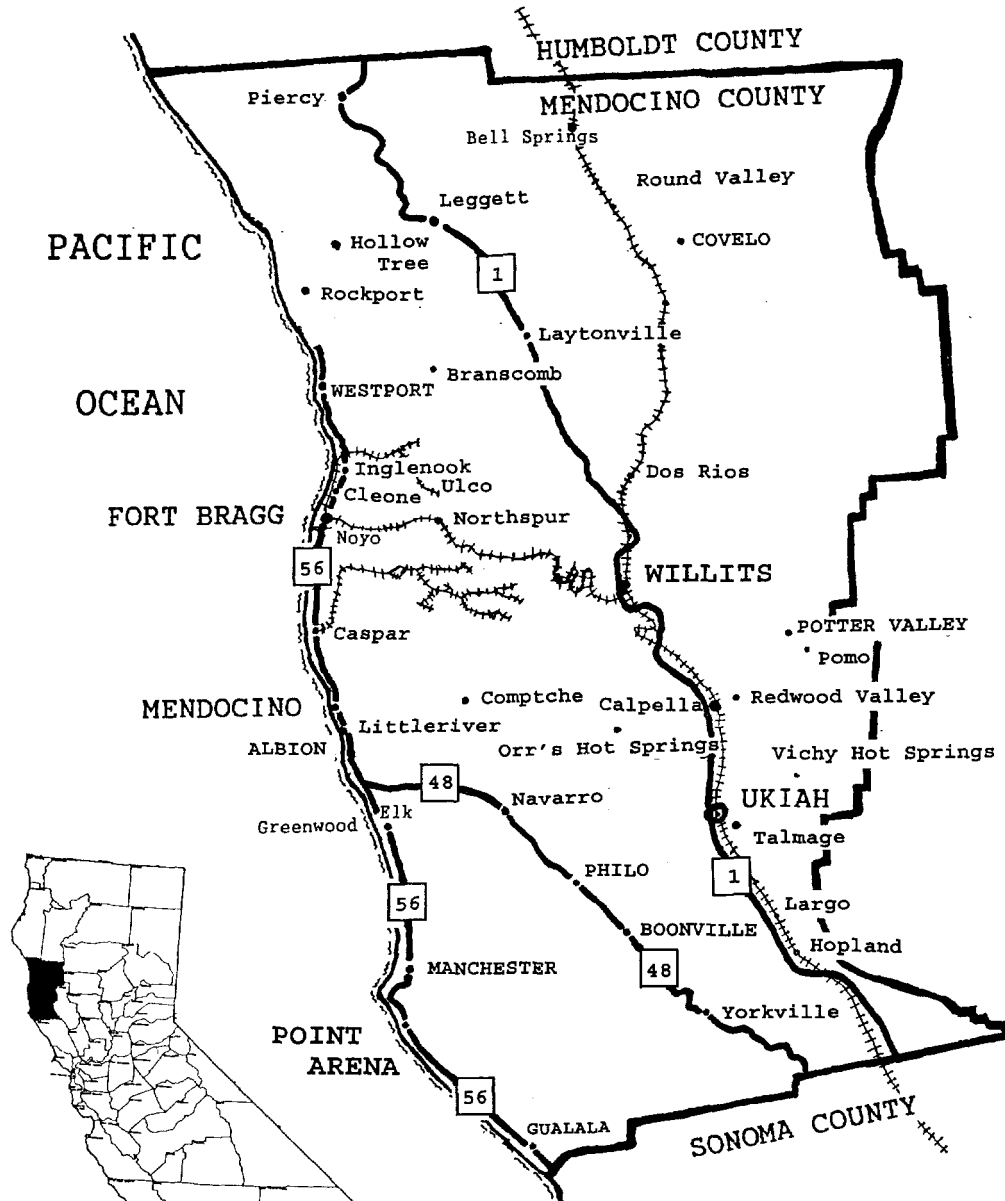 HUMBOLDT COUNTY
MENDOCINO COUNTY
Piercy
Bell Springs
Round Valley
Leggett
PACIFIC
Hollow
Tree
COVELO
1
Rockport
Laytonville
Branscomb
WESTPORT
OCEAN
Inglenook
Dos Rios
Ulco
Cleone
FORT BRAGG
Northspur
Noyo
56
WILLITS
Caspar
POTTER VALLEY
Pomo
MENDOCINO
Comptche
Calpella
Redwood Valley
Littleriver
ALBION
Orr's Hot Springs
Vichy Hot Springs
48
Navarro
UKIAH
Elk
Greenwood
Talmage
PHILO
1
56
Largo
BOONVILLE
Hopland
MANCHESTER
48
Yorkville
POINT
ARENA
56
GUALALA
SONOMA COUNTY